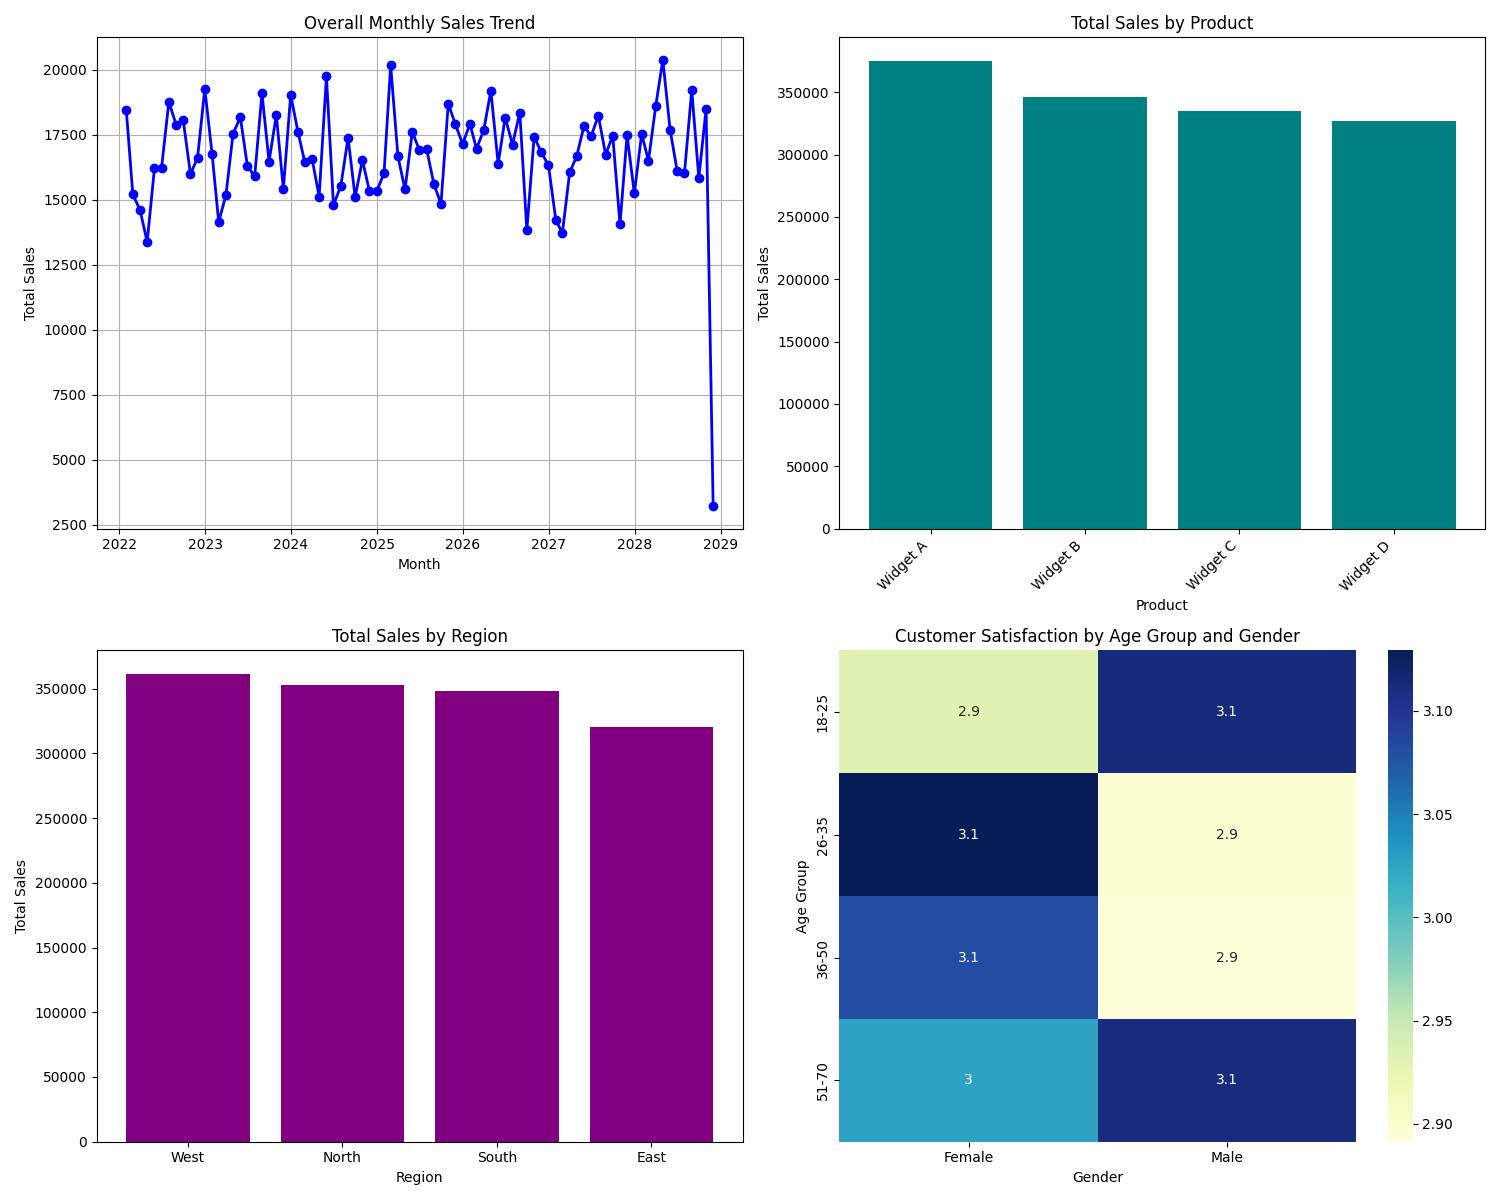 Overall Monthly Sales Trend
Total Sales
20000
17500
15000
12500
10000
7500
5000
2500
2022 2023 2024 2025 2026 2027 2028 2029
Month
Total Sales by Product
Total Sales
350000
300000
250000
200000
150000
100000
50000
0
Widget A Widget B Widget C Widget D
Product
Total Sales by Region
Total Sales
350000
300000
250000
200000
150000
100000
50000
0
West North South East
Region
Customer Satisfaction by Age Group and Gender
Age Group
18-25 2.9 3.1
26-35 3.1 2.9
36-50 3.1 2.9
51-70 3 3.1
Female Male
Gender
3.10
3.05
3.00
2.95
2.90